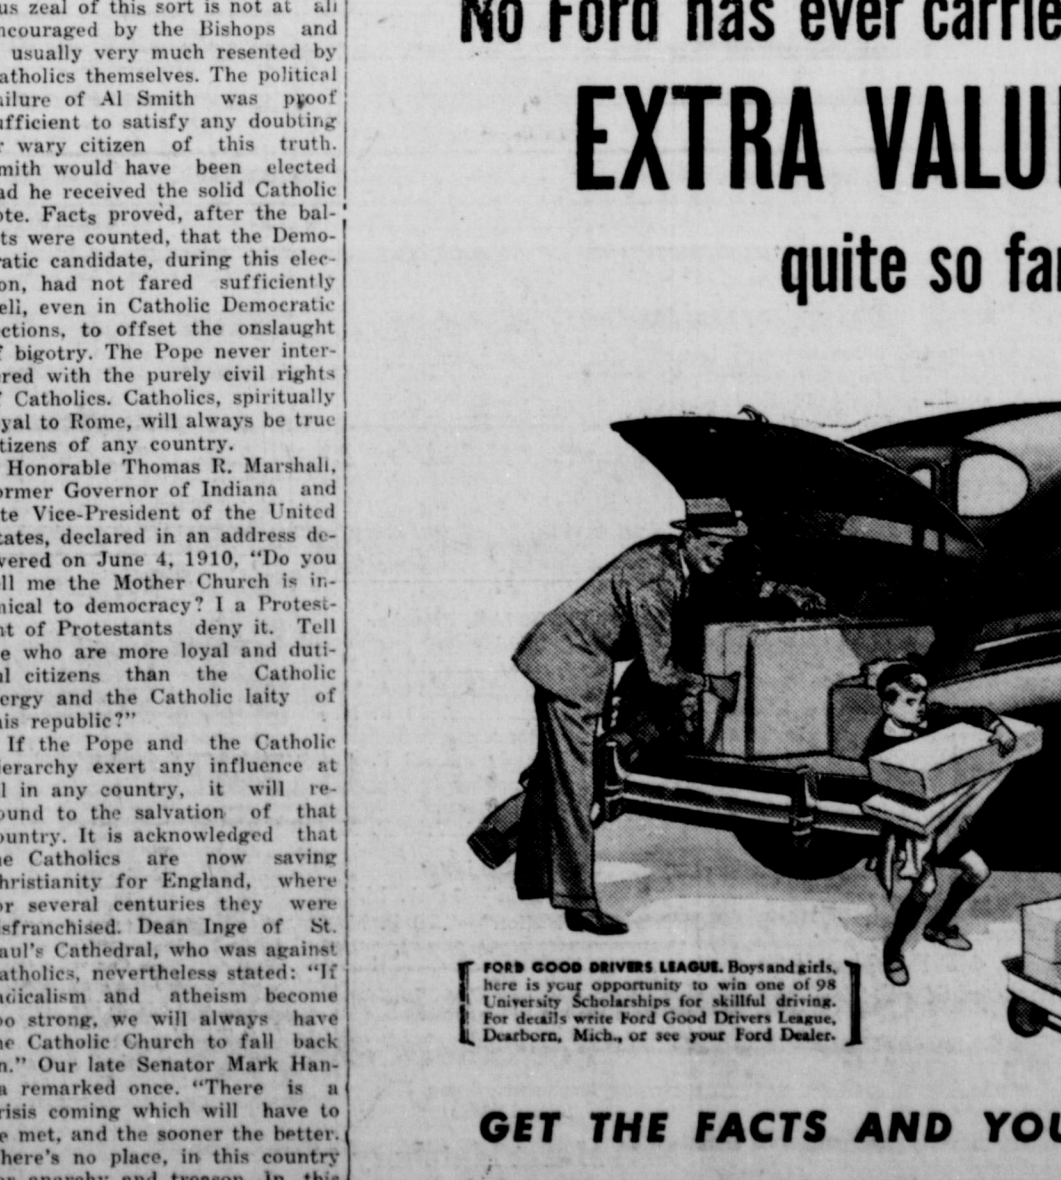 us zeal of this sort is not at all
ncouraged by the Bishops and
usually very much resented by
atholics themselves. The political
ailure of Al Smith was proof
ufficient to satisfy any doubting
r wary citizen of this truth.
mith would have been elected
ad he received the solid Catholic
ote. Facts proved, after the bal-
ts were counted, that the Demo-
ratic candidate, during this elec-
on, had not fared sufficiently
ell, even in Catholic Democratic
ctions, to offset the onslaught
f bigotry. The Pope never inter-
red with the purely civil rights
f Catholics. Catholics, spiritually
yal to Rome, will always be true
tizens of any country.
Honorable Thomas R. Marshall,
ormer Governor of Indiana and
te Vice-President of the United
tates, declared in an address de-
vered on June 4, 1910, "Do you
ll me the Mother Church is in-
nical to democracy? I a Protest-
nt of Protestants deny it. Tell
e who are more loyal and duti-
ul citizens than the Catholic
ergy and the Catholic laity of
his republic?"
If the Pope and the Catholic
ierarchy exert any influence at
l in any country, it will re-
ound to the salvation of that
ountry. It is acknowledged that
he Catholics are now saving
hristianity for England, where
or several centuries they were
sfranchised. Dean Inge of St.
aul's Cathedral, who was against
atholics, nevertheless stated: "If
adicalism and atheism become
oo strong, we will always have
he Catholic Church to fall back
n." Our late Senator Mark Han-
a remarked once. "There is a
risis coming which will have to
e met, and the sooner the better.
here's no place, in this country
or anarchy and treason. In this
No Ford has ever carrie
EXTRA VALU
quite so fa
FORD GOOD DRIVERS LEAGUE. Boys and girls,
here is your opportunity to win one of 98
University Scholarships for skillful driving.
For details write Ford Good Drivers League,
Dearborn, Mich., or see your Ford Dealer.
GET THE FACTS AND YOU